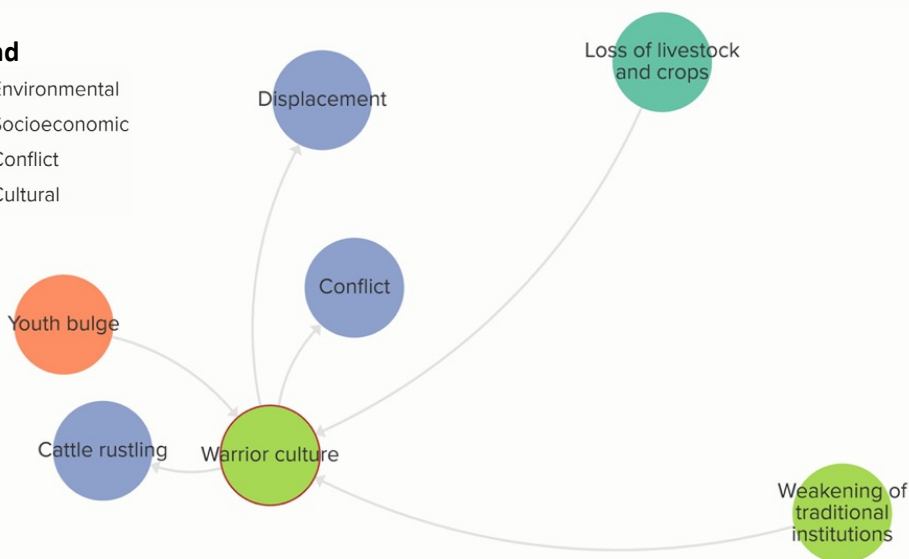 nd
Environmental
Socioeconomic
Conflict
Cultural
Displacement
Loss of livestock
and crops
Conflict
Youth bulge
Cattle rustling
Warrior culture
Weakening of
traditional
institutions